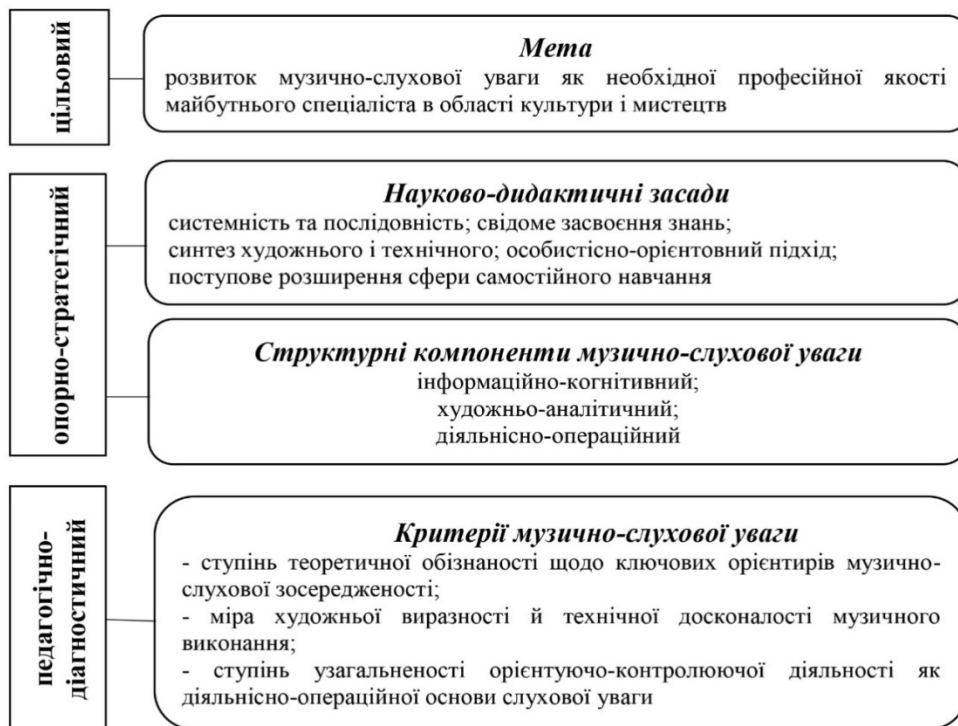 цільовий
Мета
розвиток музично-слухової уваги як необхідної професійної якості
майбутнього спеціаліста в області культури і мистецтв
опорно-стратегічний
Науково-дидактичні засади
системність та послідовність; свідоме засвоєння знань;
синтез художнього і технічного; особистісно-орієнтовний підхід;
поступове розширення сфери самостійного навчання
Структурні компоненти музично-слухової уваги
інформаційно-когнітивний;
художньо-аналітичний;
діяльнісно-операційний
педагогічно-
діагностичний
Критерії музично-слухової уваги
- ступінь теоретичної обізнаності щодо ключових орієнтирів музично-
слухової зосередженості;
- міра художньої виразності й технічної досконалості музичного
виконання;
- ступінь узагальненості орієнтуючо-контролюючої діяльності як
діяльнісно-операційної основи слухової уваги